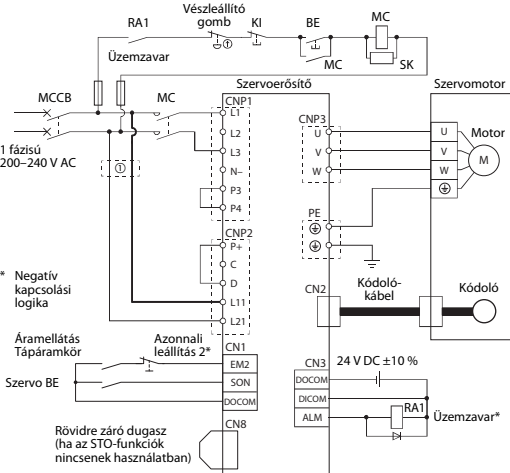 Vészleállító
gomb
RA1
KI
BE
MC
①
Üzemzavar
MC
SK
MCCB
MC
Szervoerősítő
Szervomotor
CNP1
L1
L2
L3
N–
P3
P4
1 fázisú
200–240 V AC
①
CNP3
U
V
W
U
V
W
Motor
M
PE
CNP2
P+
C
D
L11
L21
* Negatív
kapcsolási
logika
CN2
Kódoló-
kábel
Kódoló
Áramellátás
Tápáramkör
Azonnali
leállítás 2*
Szervo BE
CN1
EM2
SON
DOCOM
CN3
24 V DC ±10 %
DOCOM
DICOM
ALM
RA1
Üzemzavar*
CN8
Rövidre záró dugasz
(ha az STO-funkciók
nincsenek használatban)